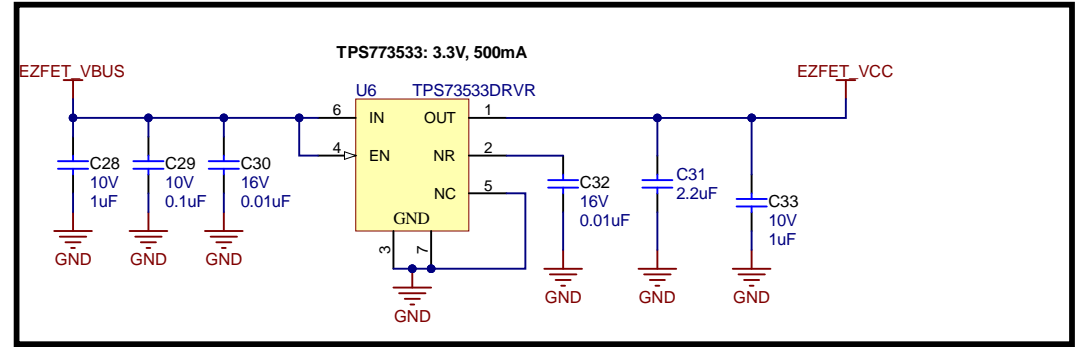 TPS773533: 3.3V, 500mA
EZFET_VBUS
EZFET_VCC
U6
TPS73533DRVR
6
IN
OUT
1
4
EN
NR
2
NC
5
GND
3
7
C28
10V
1uF
C29
10V
0.1uF
C30
16V
0.01uF
C32
16V
0.01uF
C31
2.2uF
C33
10V
1uF
GND
GND
GND
GND
GND
GND
GND